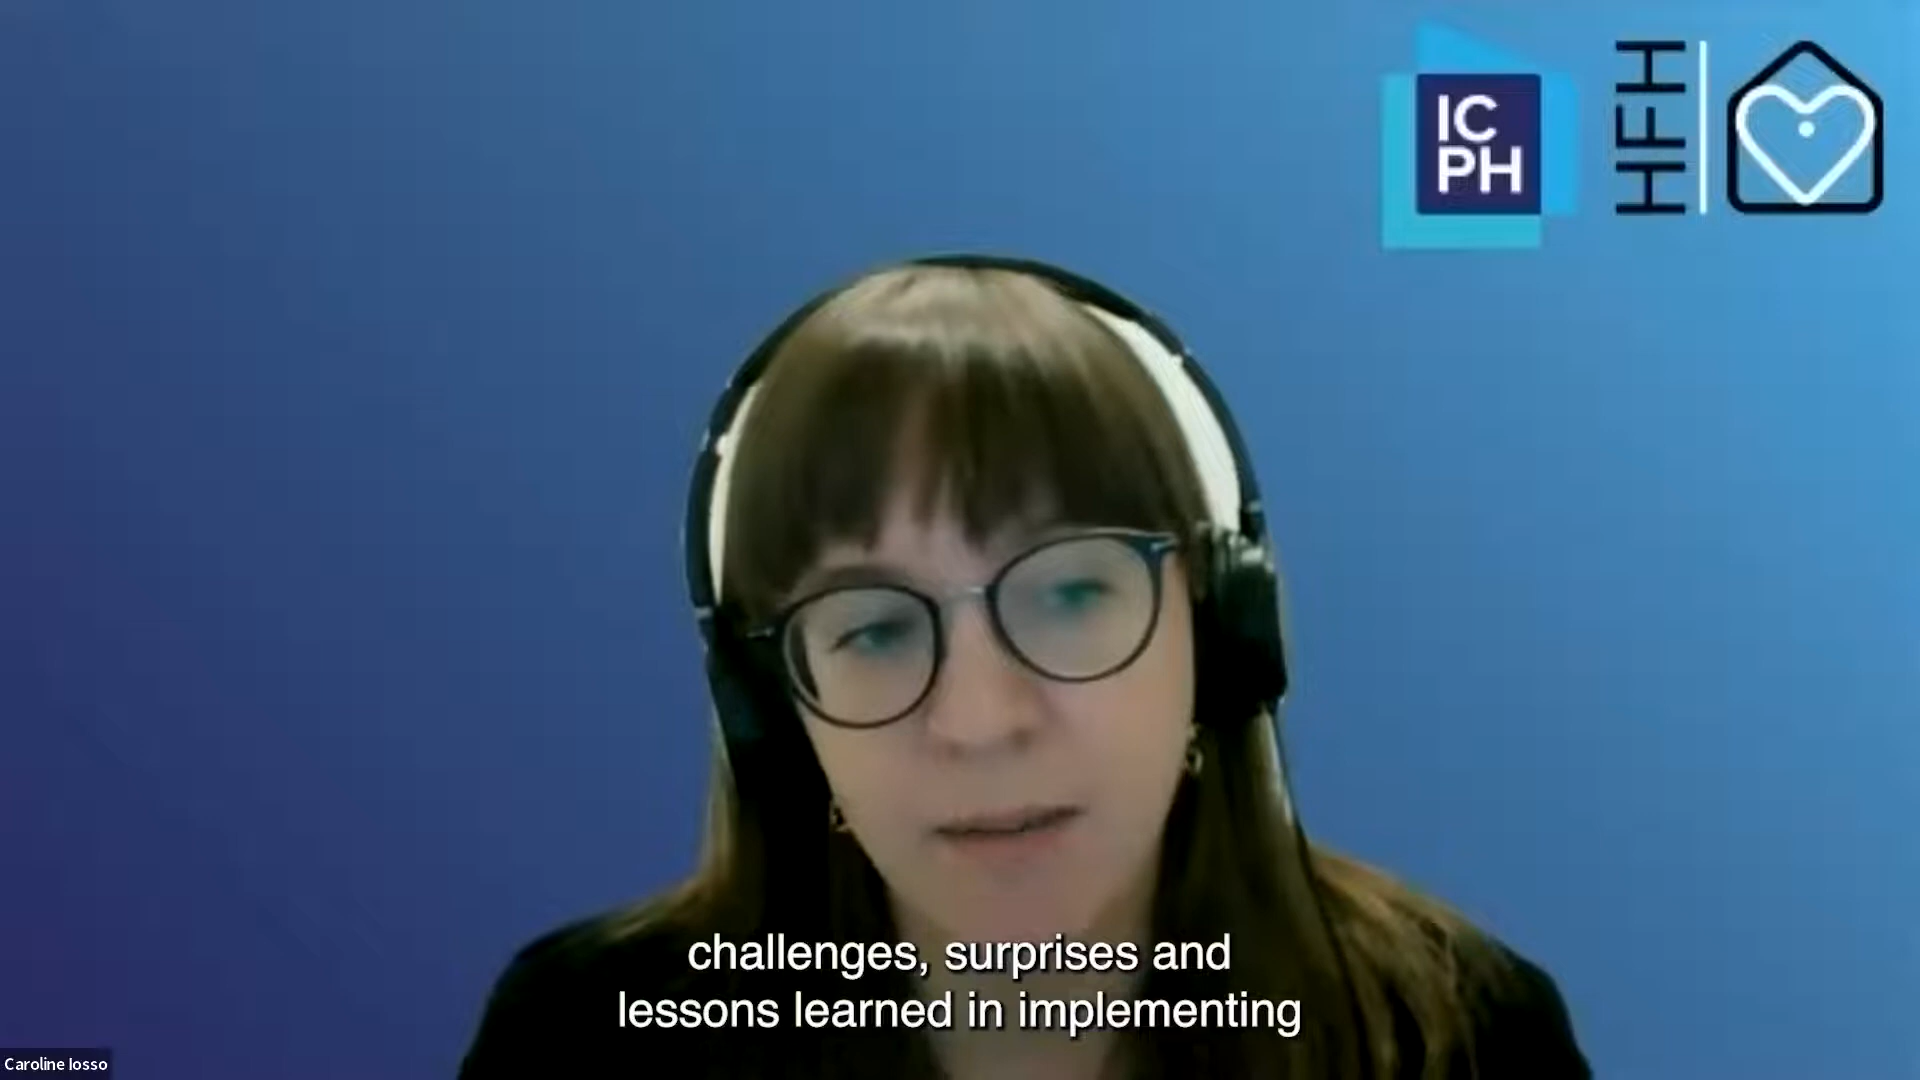 IC
PH
HFH
challenges, surprises and
lessons learned in implementing
Caroline Iosso